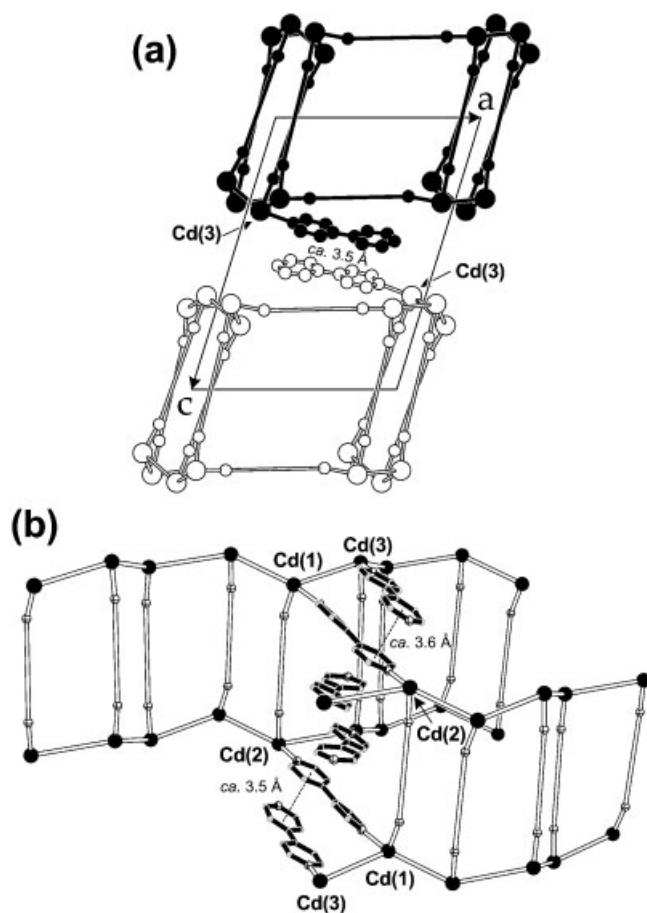 (a)
a
Cd(3)
ca. 3.5 Å
Cd(3)
c
(b)
Cd(3)
Cd(1)
ca. 3.6 Å
Cd(2)
Cd(2)
ca. 3.5 Å
Cd(1)
Cd(3)